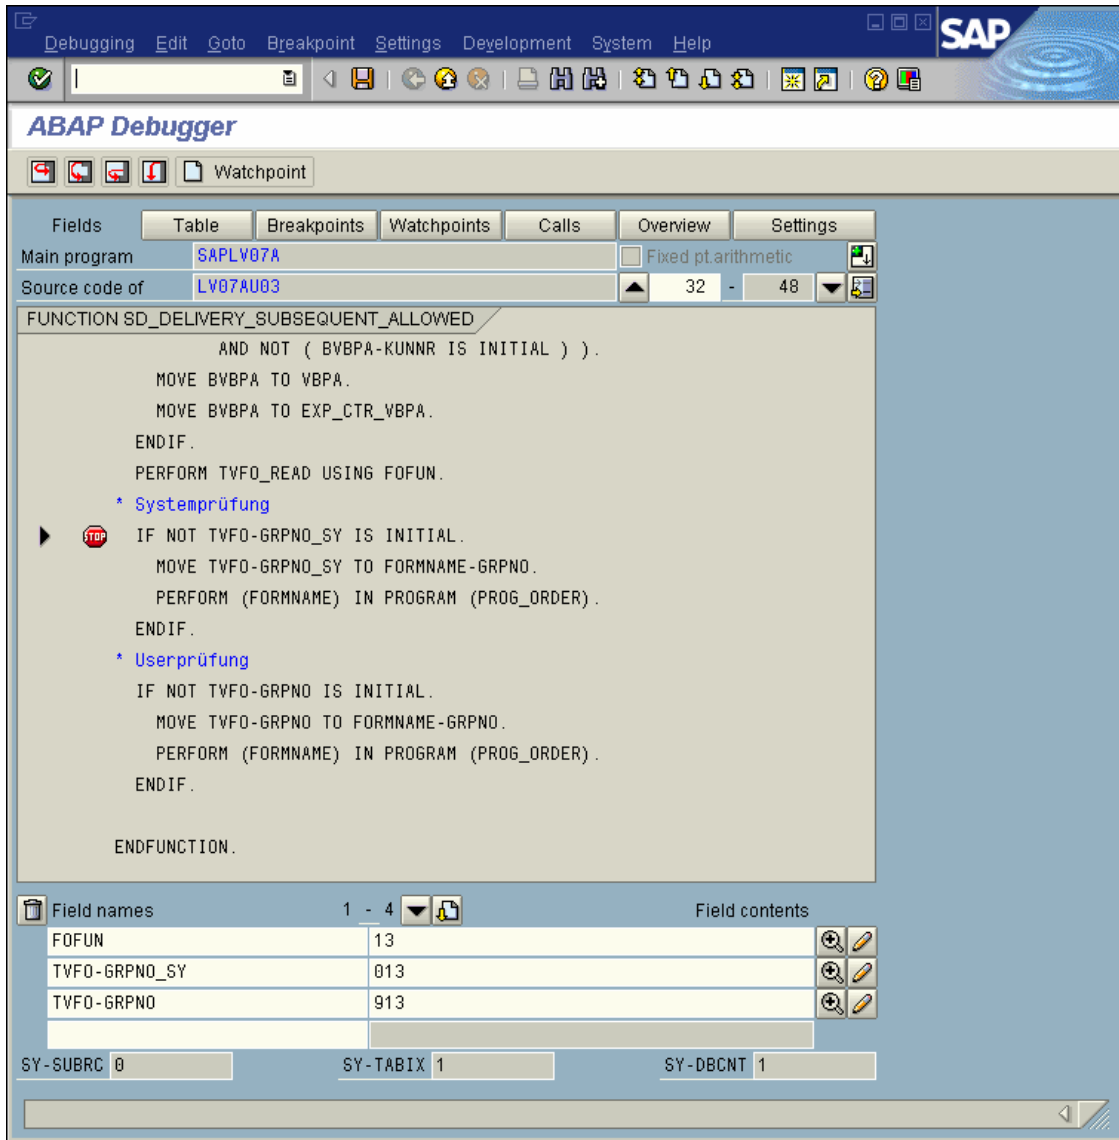 Debugging Edit Goto Breakpoint Settings Development System Help
SAP
ABAP Debugger
Watchpoint
Fields Table Breakpoints Watchpoints Calls Overview Settings
Main program SAPLV07A Fixed pt.arithmetic
Source code of LV07AU03 32 - 48
FUNCTION SD_DELIVERY_SUBSEQUENT_ALLOWED
AND NOT ( BVBPA-KUNNR IS INITIAL ) ).
MOVE BVBPA TO VBPA.
MOVE BVBPA TO EXP_CTR_VBPA.
ENDIF.
PERFORM TVFO_READ USING FOFUN.
* Systemprüfung
STOP IF NOT TVFO-GRPNO_SY IS INITIAL.
MOVE TVFO-GRPNO_SY TO FORMNAME-GRPNO.
PERFORM (FORMNAME) IN PROGRAM (PROG_ORDER).
ENDIF.
* Userprüfung
IF NOT TVFO-GRPNO IS INITIAL.
MOVE TVFO-GRPNO TO FORMNAME-GRPNO.
PERFORM (FORMNAME) IN PROGRAM (PROG_ORDER).
ENDIF.
ENDFUNCTION.
Field names 1 - 4 Field contents
FOFUN 13
TVFO-GRPNO_SY 013
TVFO-GRPNO 913
SY-SUBRC 0 SY-TABIX 1 SY-DBCNT 1